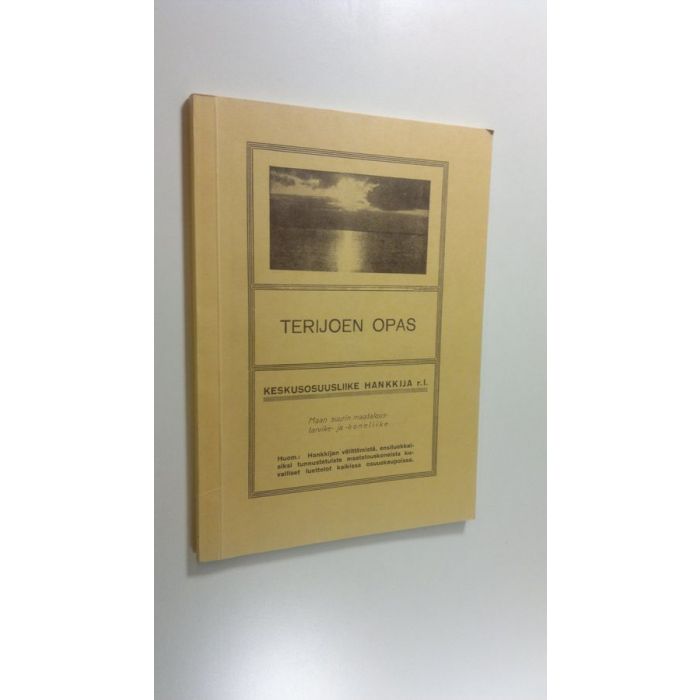 TERIJOEN OPAS
KESKUSOSUUSLIIKE HANKKIJA r.l.
Maan suurin maatalous-
tarvike- ja -koneliike
Huom.: Hankkijan välittämistä, ensiluokkai-
siksi tunnustetuista maatalouskoneista ku-
valliset luettelot kaikissa osuuskaupoissa.